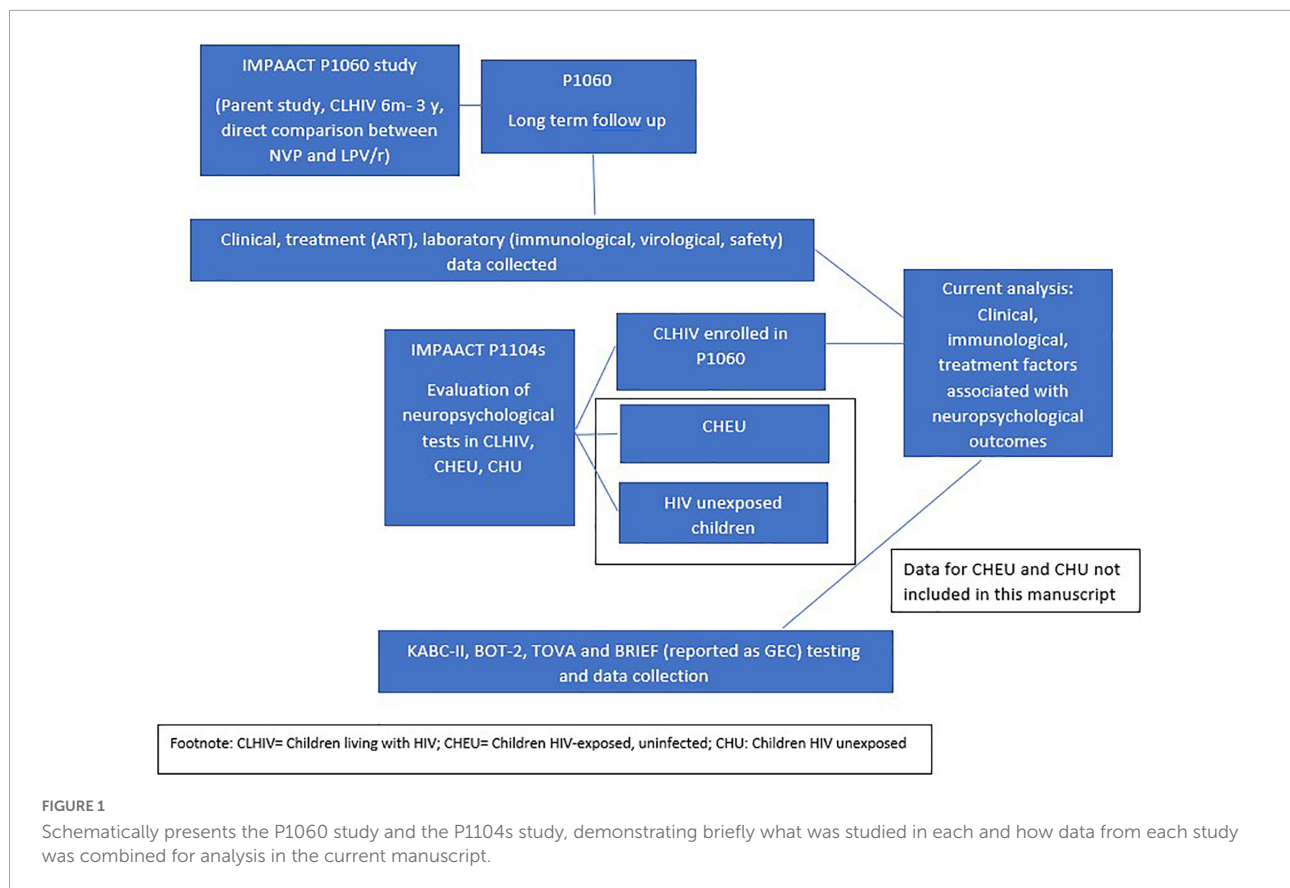 IMPAACT P1060 study
(Parent study, CLHIV 6m- 3 y,
direct comparison between
NVP and LPV/r)
P1060
Long term follow up
Clinical, treatment (ART), laboratory (immunological, virological, safety)
data collected
Current analysis:
Clinical,
immunological,
treatment factors
associated with
neuropsychological
outcomes
IMPAACT P1104s
Evaluation of
neuropsychological
tests in CLHIV,
CHEU, CHU
CLHIV enrolled in
P1060
CHEU
HIV unexposed
children
Data for CHEU and CHU not
included in this manuscript
KABC-II, BOT-2, TOVA and BRIEF (reported as GEC) testing
and data collection
Footnote: CLHIV= Children living with HIV; CHEU= Children HIV-exposed, uninfected; CHU: Children HIV unexposed
FIGURE 1
Schematically presents the P1060 study and the P1104s study, demonstrating briefly what was studied in each and how data from each study
was combined for analysis in the current manuscript.